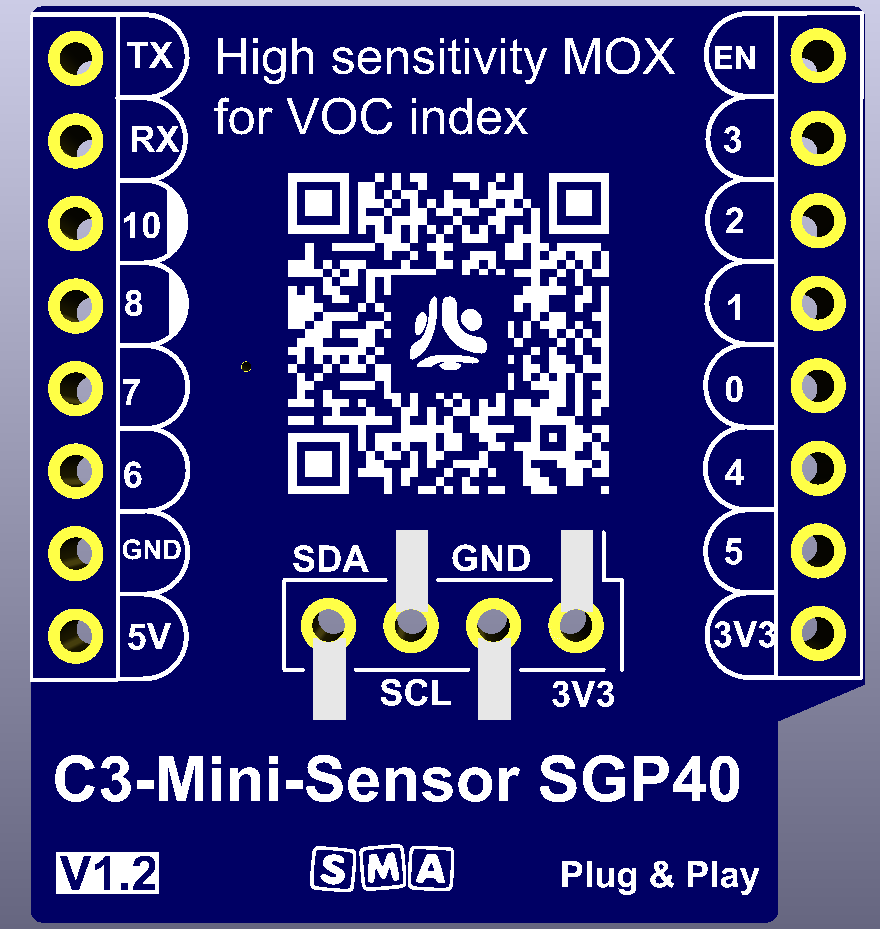 High sensitivity MOX
for VOC index
TX
RX
10
8
7
6
GND
5V
EN
3
2
1
0
4
5
3V3
SDA
GND
SCL
3V3
C3-Mini-Sensor SGP40
V1.2
SMA
Plug & Play